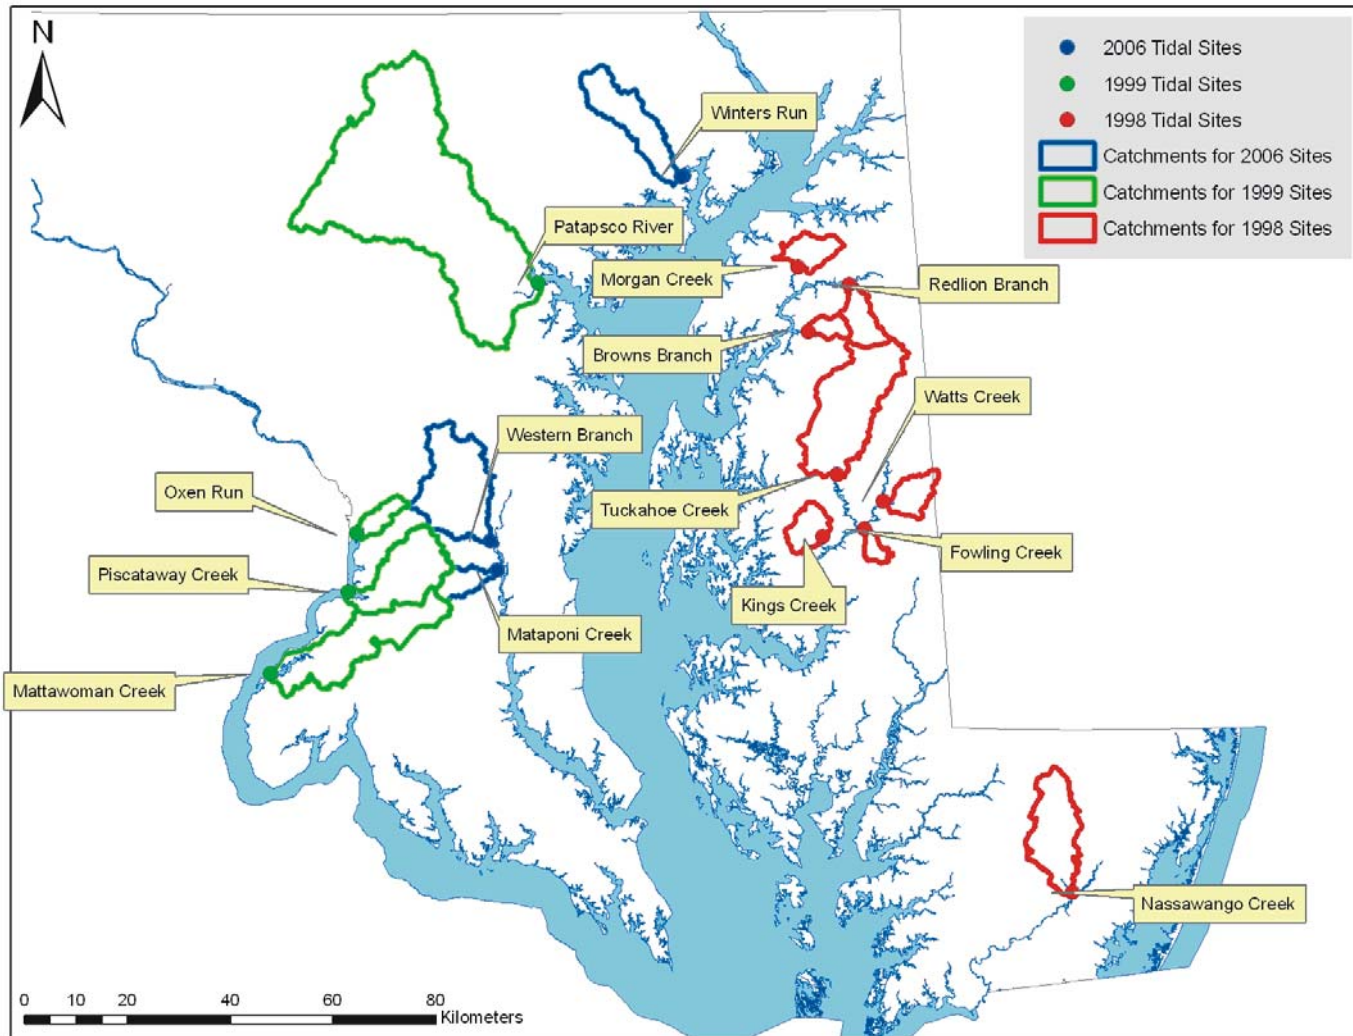 N
2006 Tidal Sites
1999 Tidal Sites
1998 Tidal Sites
Catchments for 2006 Sites
Catchments for 1999 Sites
Catchments for 1998 Sites
Winters Run
Patapsco River
Morgan Creek
Redlion Branch
Browns Branch
Watts Creek
Western Branch
Oxen Run
Tuckahoe Creek
Fowling Creek
Piscataway Creek
Kings Creek
Mataponi Creek
Mattawoman Creek
Nassawango Creek
0 10 20 40 60 80
Kilometers